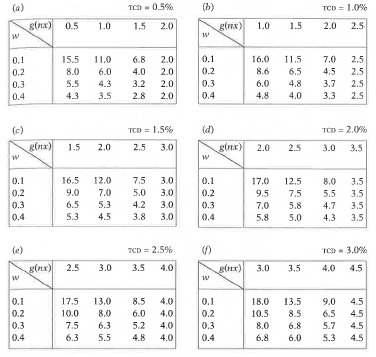 (a) TCD = 0.5%
g(nx) 0.5 1.0 1.5 2.0
w
0.1 15.5 11.0 6.8 2.0
0.2 8.0 6.0 4.0 2.0
0.3 5.5 4.3 3.2 2.0
0.4 4.3 3.5 2.8 2.0
(b) TCD = 1.0%
g(nx) 1.0 1.5 2.0 2.5
w
0.1 16.0 11.5 7.0 2.5
0.2 8.6 6.5 4.5 2.5
0.3 6.0 4.8 3.7 2.5
0.4 4.8 4.0 3.3 2.5
(c) TCD = 1.5%
g(nx) 1.5 2.0 2.5 3.0
w
0.1 16.5 12.0 7.5 3.0
0.2 9.0 7.0 5.0 3.0
0.3 6.5 5.3 4.2 3.0
0.4 5.3 4.5 3.8 3.0
(d) TCD = 2.0%
g(nx) 2.0 2.5 3.0 3.5
w
0.1 17.0 12.5 8.0 3.5
0.2 9.5 7.5 5.5 3.5
0.3 7.0 5.8 4.7 3.5
0.4 5.8 5.0 4.3 3.5
(e) TCD = 2.5%
g(nx) 2.5 3.0 3.5 4.0
w
0.1 17.5 13.0 8.5 4.0
0.2 10.0 8.0 6.0 4.0
0.3 7.5 6.3 5.2 4.0
0.4 6.3 5.5 4.8 4.0
(f) TCD = 3.0%
g(nx) 3.0 3.5 4.0 4.5
w
0.1 18.0 13.5 9.0 4.5
0.2 10.5 8.5 6.5 4.5
0.3 8.0 6.8 5.7 4.5
0.4 6.8 6.0 5.3 4.5